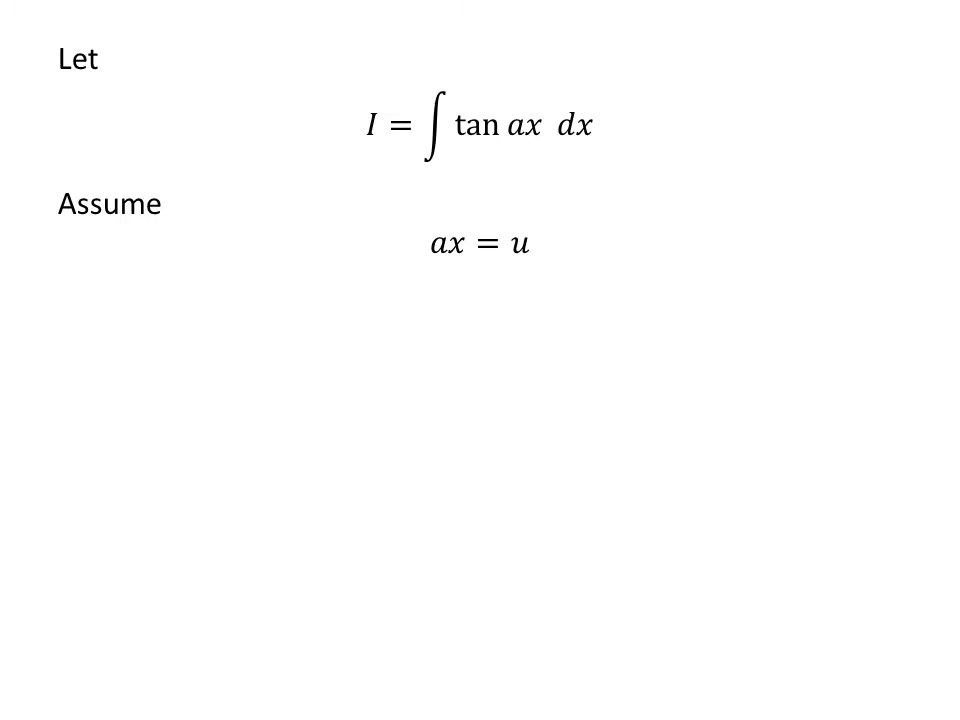 Let
I = ∫ tan ax dx
Assume
ax = u